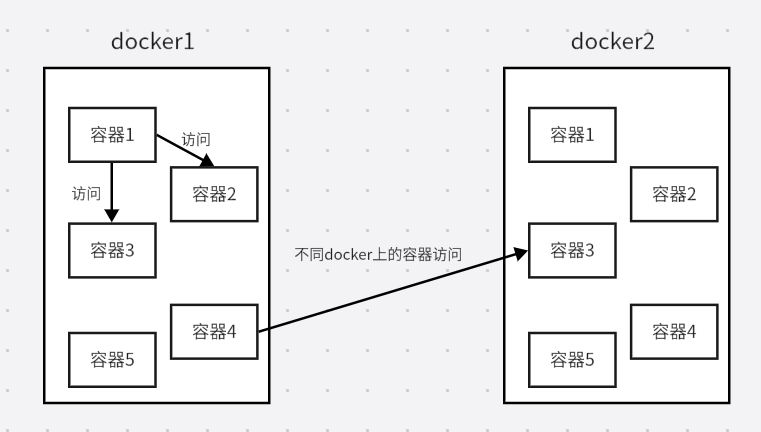 docker1
容器1
访问
容器2
访问
容器3
容器4
容器5
不同docker上的容器访问
docker2
容器1
容器2
容器3
容器4
容器5